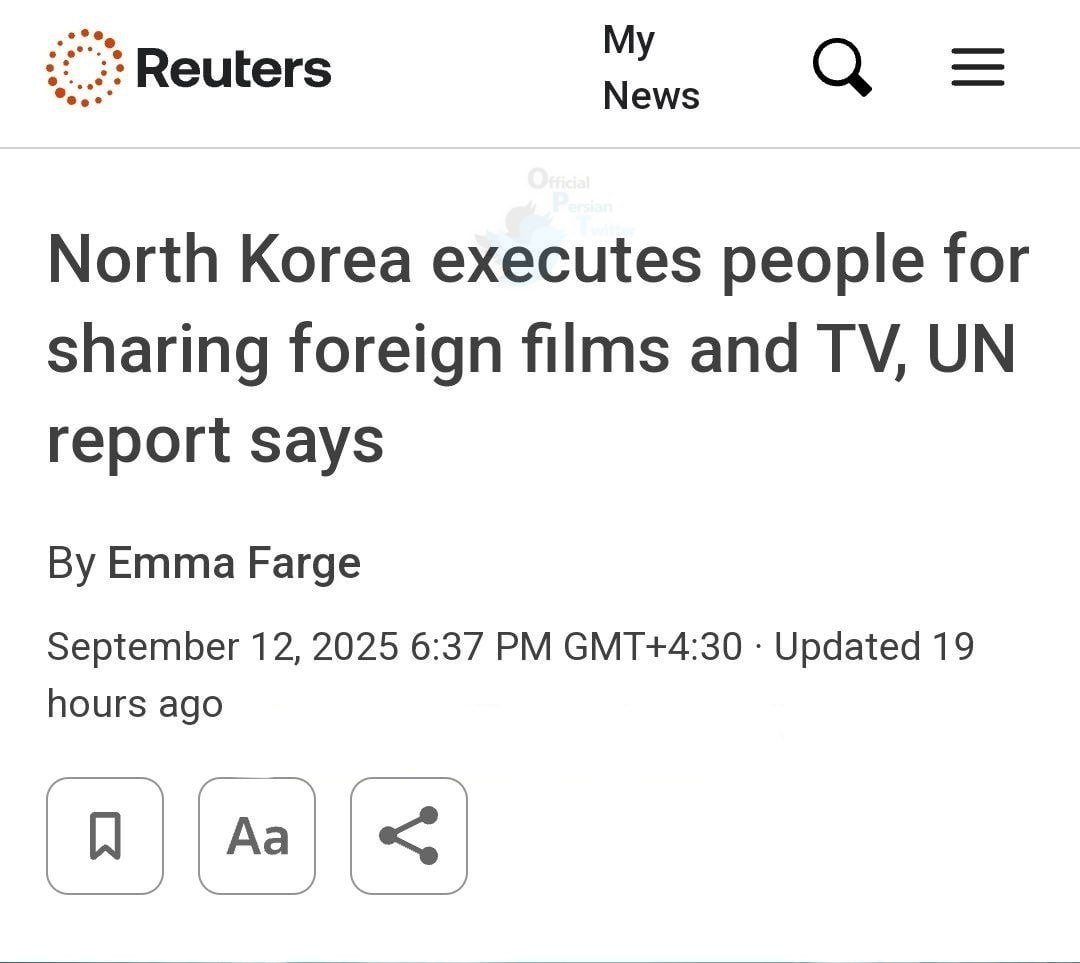 Reuters
My
News
Official
Persian
Twitter
North Korea executes people for
sharing foreign films and TV, UN
report says
By Emma Farge
September 12, 2025 6:37 PM GMT+4:30 · Updated 19
hours ago
Aa